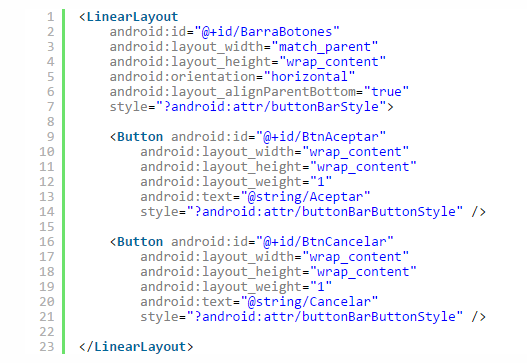 1 <LinearLayout
2     android:id="@+id/BarraBotones"
3     android:layout_width="match_parent"
4     android:layout_height="wrap_content"
5     android:orientation="horizontal"
6     android:layout_alignParentBottom="true"
7     style="?android:attr/buttonBarStyle">
8
9     <Button android:id="@+id/BtnAceptar"
10         android:layout_width="wrap_content"
11         android:layout_height="wrap_content"
12         android:layout_weight="1"
13         android:text="@string/Aceptar"
14         style="?android:attr/buttonBarButtonStyle" />
15
16     <Button android:id="@+id/BtnCancelar"
17         android:layout_width="wrap_content"
18         android:layout_height="wrap_content"
19         android:layout_weight="1"
20         android:text="@string/Cancelar"
21         style="?android:attr/buttonBarButtonStyle" />
22
23 </LinearLayout>